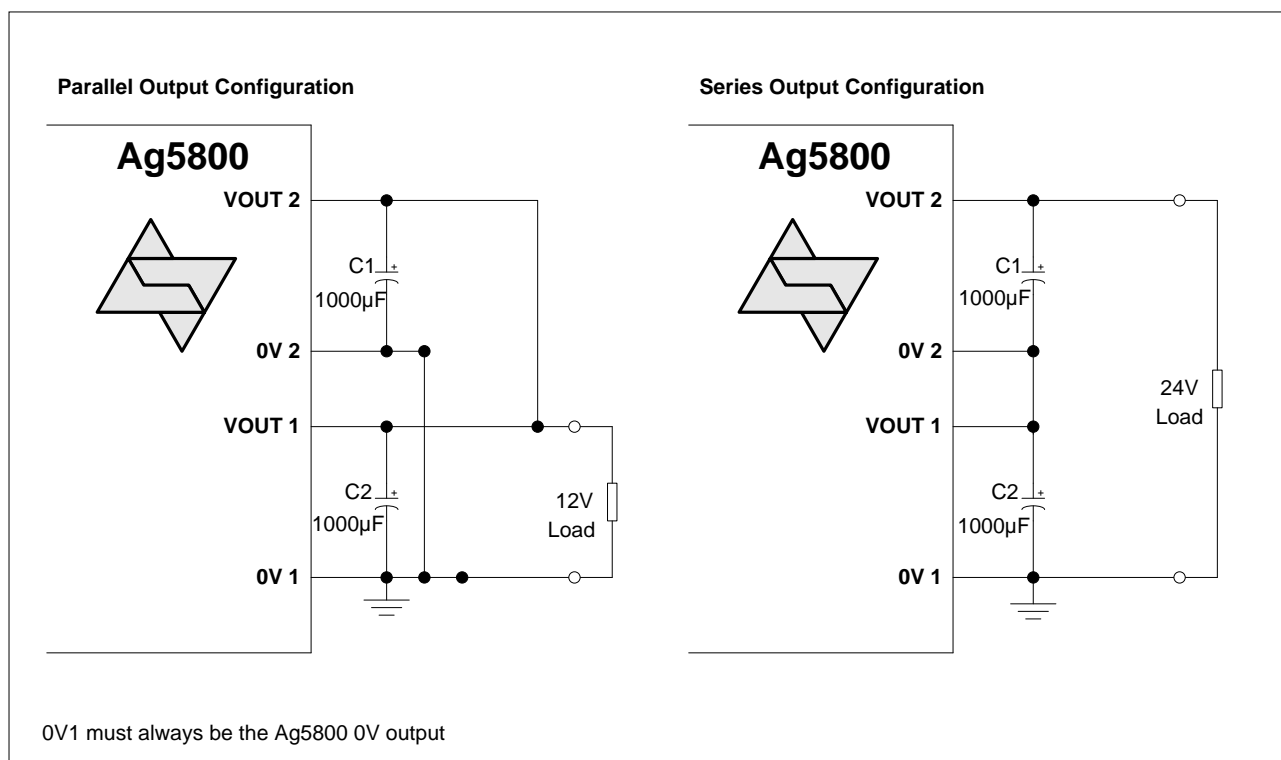 Parallel Output Configuration
Ag5800
VOUT 2
C1
+
1000µF
0V 2
VOUT 1
C2
+
1000µF
12V
Load
0V 1
Series Output Configuration
Ag5800
VOUT 2
C1
+
1000µF
0V 2
24V
Load
VOUT 1
C2
+
1000µF
0V 1
0V1 must always be the Ag5800 0V output